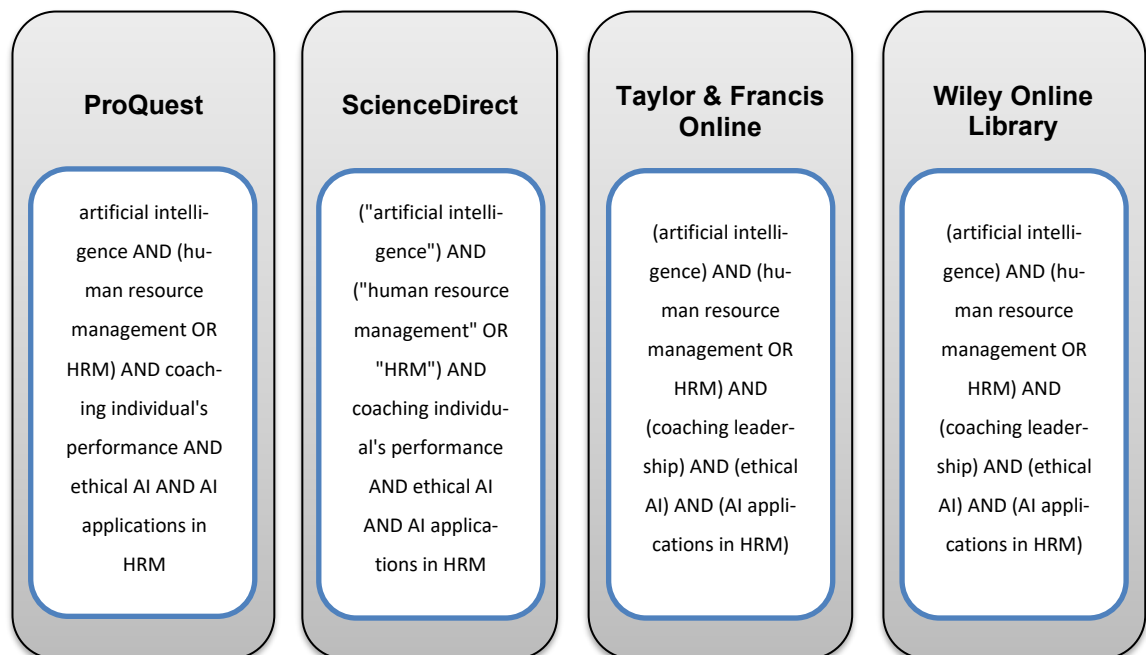 ProQuest
artificial intelli-
gence AND (hu-
man resource
management OR
HRM) AND coach-
ing individual's
performance AND
ethical AI AND AI
applications in
HRM
ScienceDirect
("artificial intelli-
gence") AND
("human resource
management" OR
"HRM") AND
coaching individu-
al's performance
AND ethical AI
AND AI applica-
tions in HRM
Taylor & Francis
Online
(artificial intelli-
gence) AND (hu-
man resource
management OR
HRM) AND
(coaching leader-
ship) AND (ethical
AI) AND (AI appli-
cations in HRM)
Wiley Online
Library
(artificial intelli-
gence) AND (hu-
man resource
management OR
HRM) AND
(coaching leader-
ship) AND (ethical
AI) AND (AI appli-
cations in HRM)